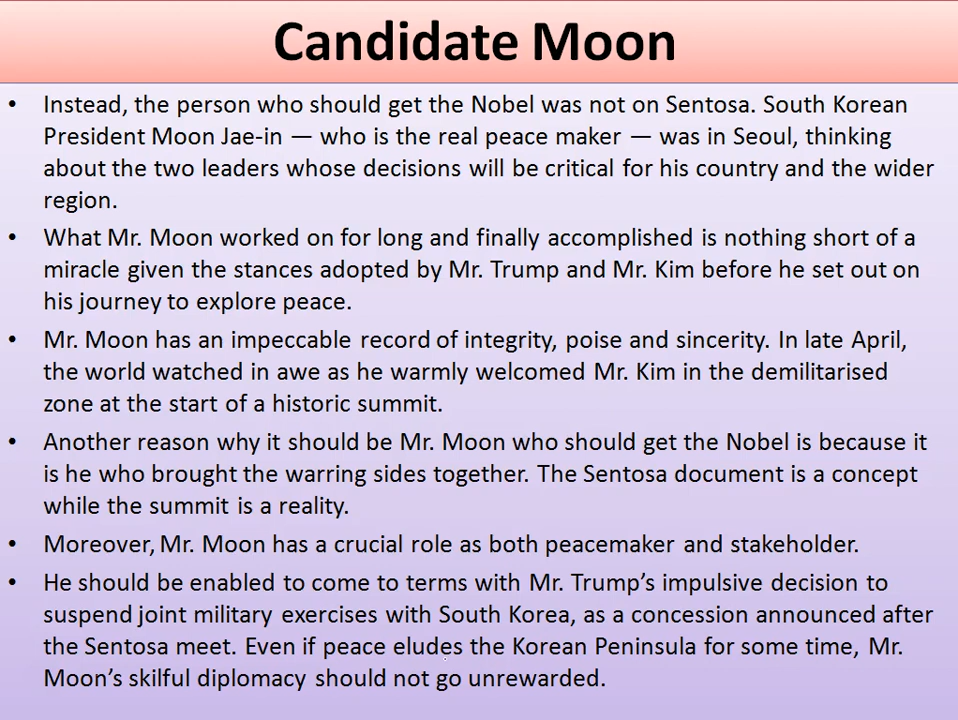 Candidate Moon
• Instead, the person who should get the Nobel was not on Sentosa. South Korean
President Moon Jae-in — who is the real peace maker — was in Seoul, thinking
about the two leaders whose decisions will be critical for his country and the wider
region.
• What Mr. Moon worked on for long and finally accomplished is nothing short of a
miracle given the stances adopted by Mr. Trump and Mr. Kim before he set out on
his journey to explore peace.
• Mr. Moon has an impeccable record of integrity, poise and sincerity. In late April,
the world watched in awe as he warmly welcomed Mr. Kim in the demilitarised
zone at the start of a historic summit.
• Another reason why it should be Mr. Moon who should get the Nobel is because it
is he who brought the warring sides together. The Sentosa document is a concept
while the summit is a reality.
• Moreover, Mr. Moon has a crucial role as both peacemaker and stakeholder.
• He should be enabled to come to terms with Mr. Trump’s impulsive decision to
suspend joint military exercises with South Korea, as a concession announced after
the Sentosa meet. Even if peace eludes the Korean Peninsula for some time, Mr.
Moon’s skilful diplomacy should not go unrewarded.